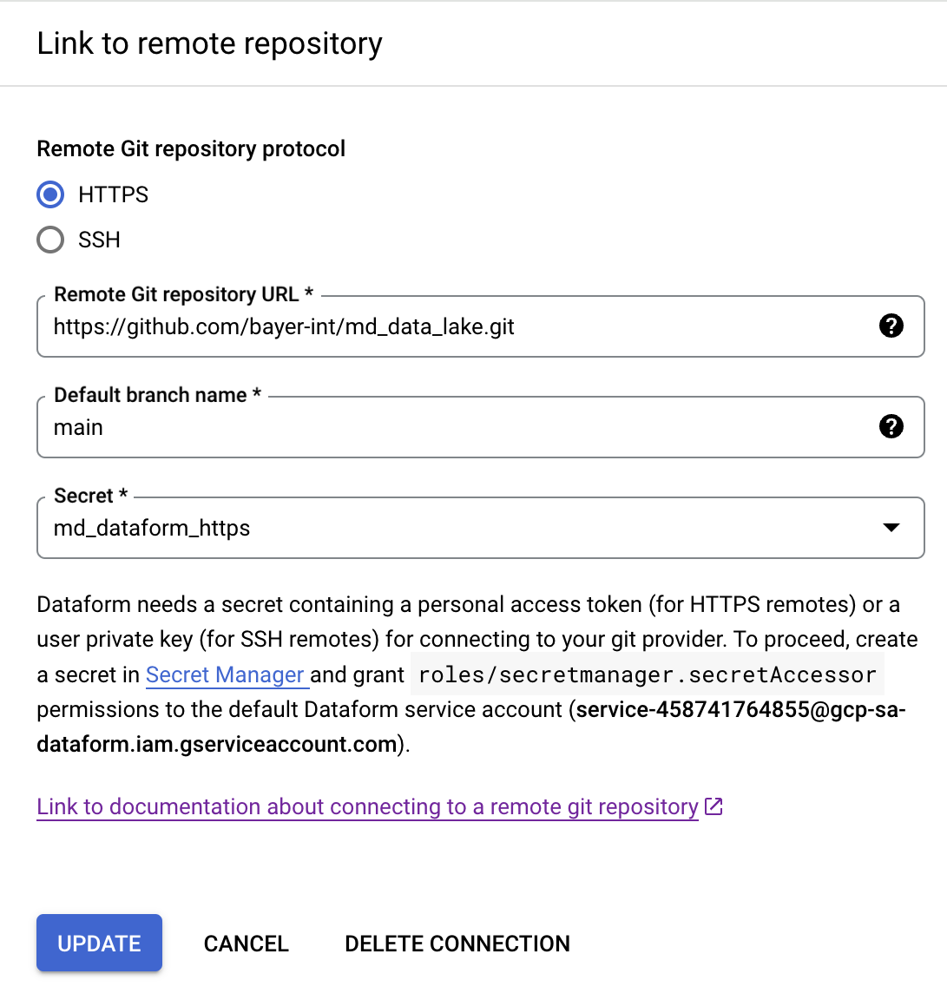 Link to remote repository
Remote Git repository protocol
HTTPS
SSH
Remote Git repository URL *
https://github.com/bayer-int/md_data_lake.git
Default branch name *
main
Secret *
md_dataform_https
Dataform needs a secret containing a personal access token (for HTTPS remotes) or a
user private key (for SSH remotes) for connecting to your git provider. To proceed, create
a secret in Secret Manager and grant roles/secretmanager.secretAccessor
permissions to the default Dataform service account (service-458741764855@gcp-sa-
dataform.iam.gserviceaccount.com).
Link to documentation about connecting to a remote git repository
UPDATE CANCEL DELETE CONNECTION